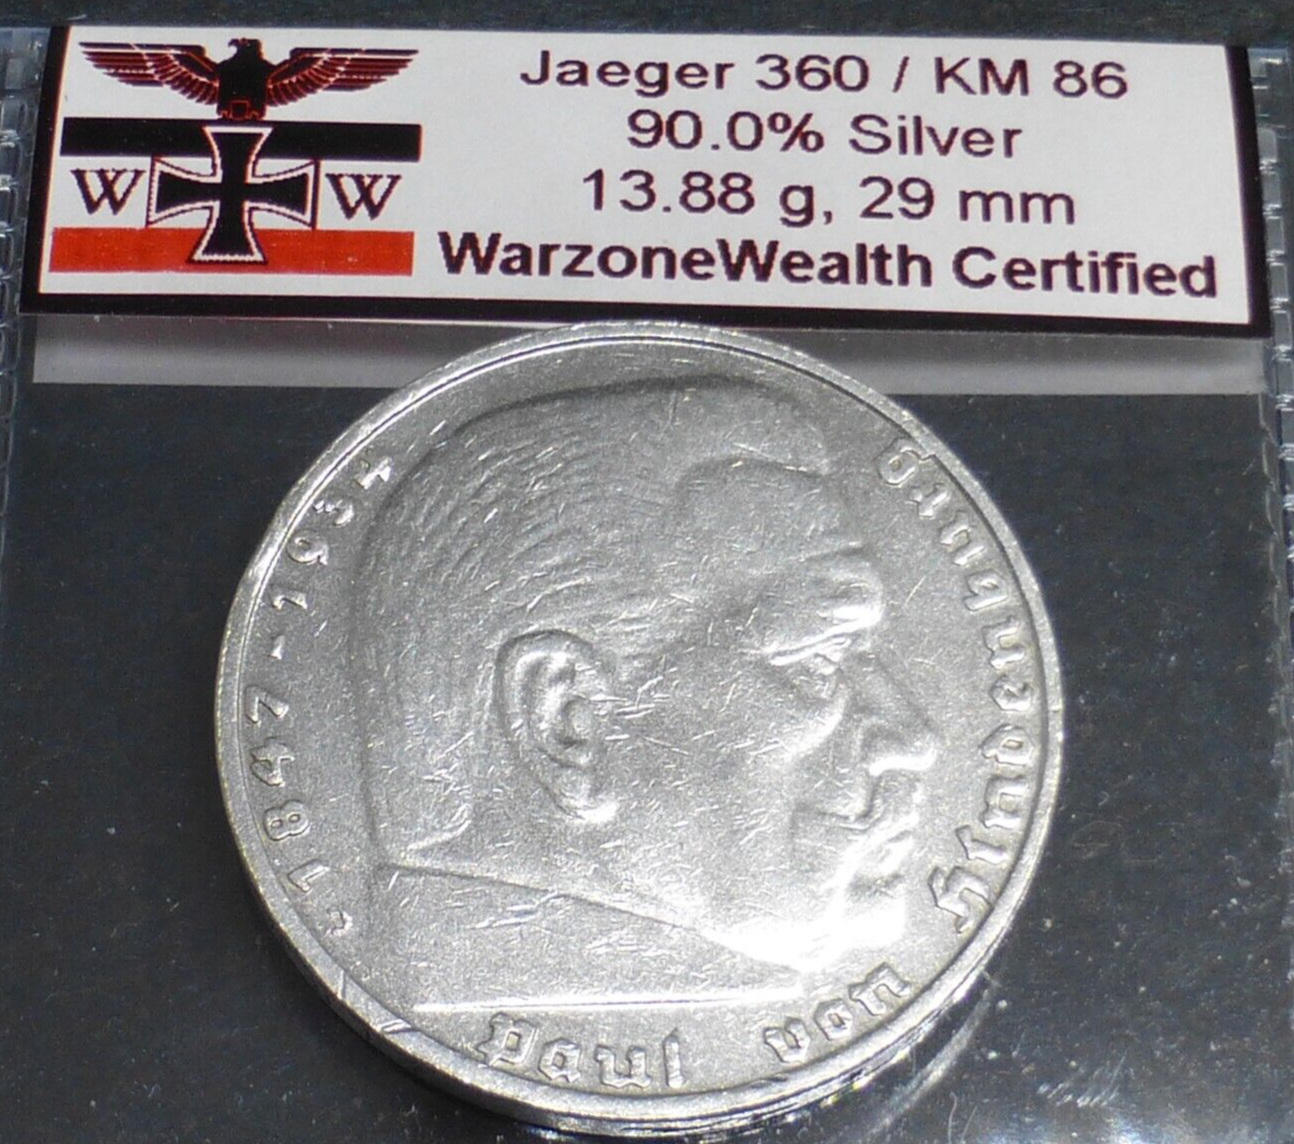 W W
Jaeger 360 / KM 86
90.0% Silver
13.88 g, 29 mm
WarzoneWealth Certified
1847-1934
Paul von Hindenburg